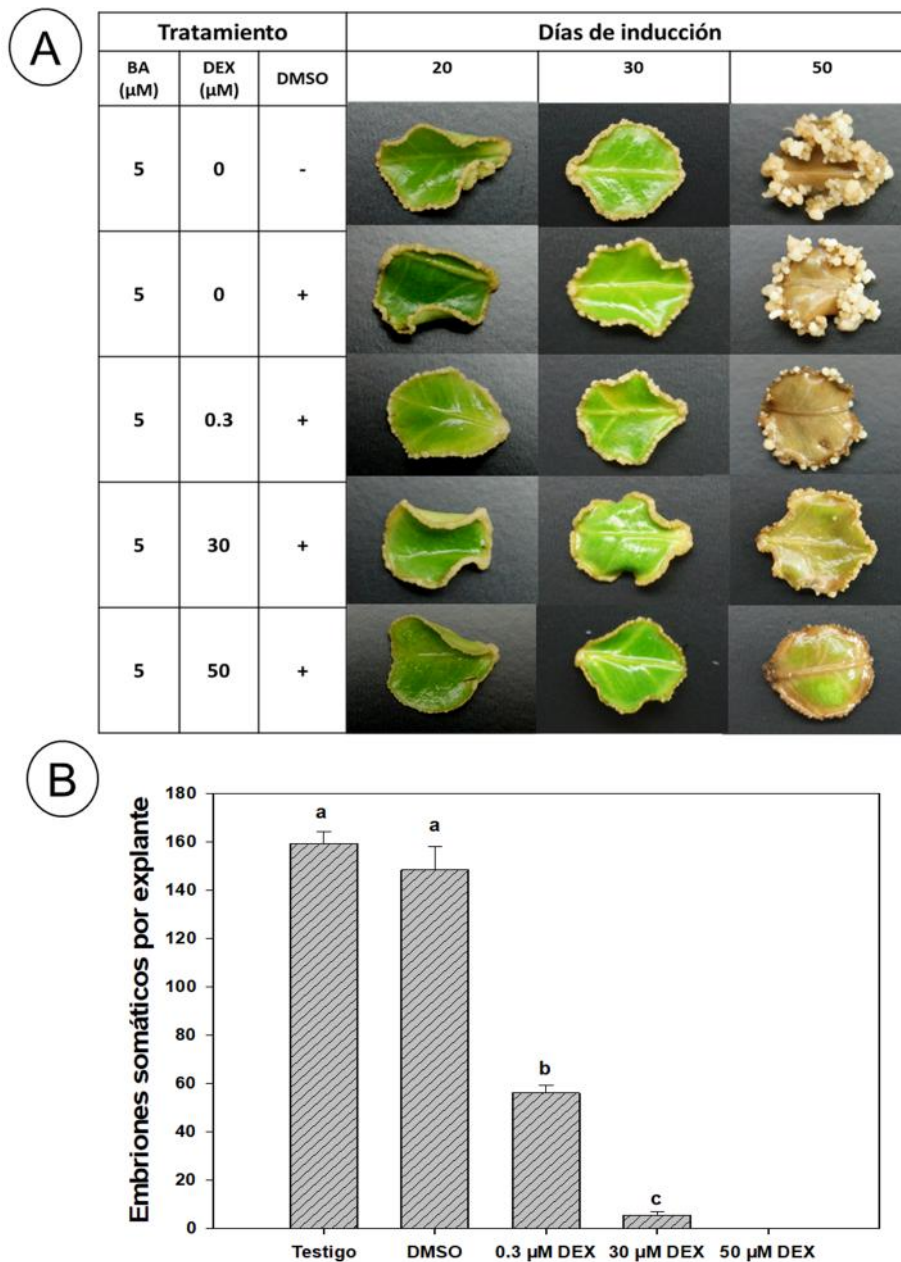 A
Tratamiento Días de inducción
BA (µM) DEX (µM) DMSO 20 30 50
5 0 -
5 0 +
5 0.3 +
5 30 +
5 50 +
B
Embriones somáticos por explante
180
160
140
120
100
80
60
40
20
0
a a b c
Testigo DMSO 0.3 µM DEX 30 µM DEX 50 µM DEX